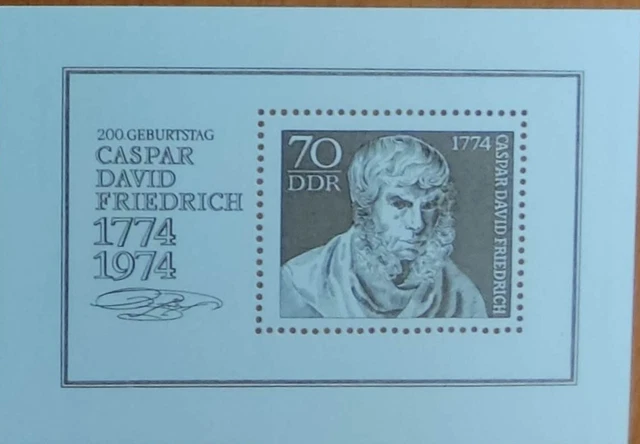 200. GEBURTSTAG
CASPAR
DAVID
FRIEDRICH
1774
1974
70
DDR
1774
CASPAR DAVID FRIEDRICH